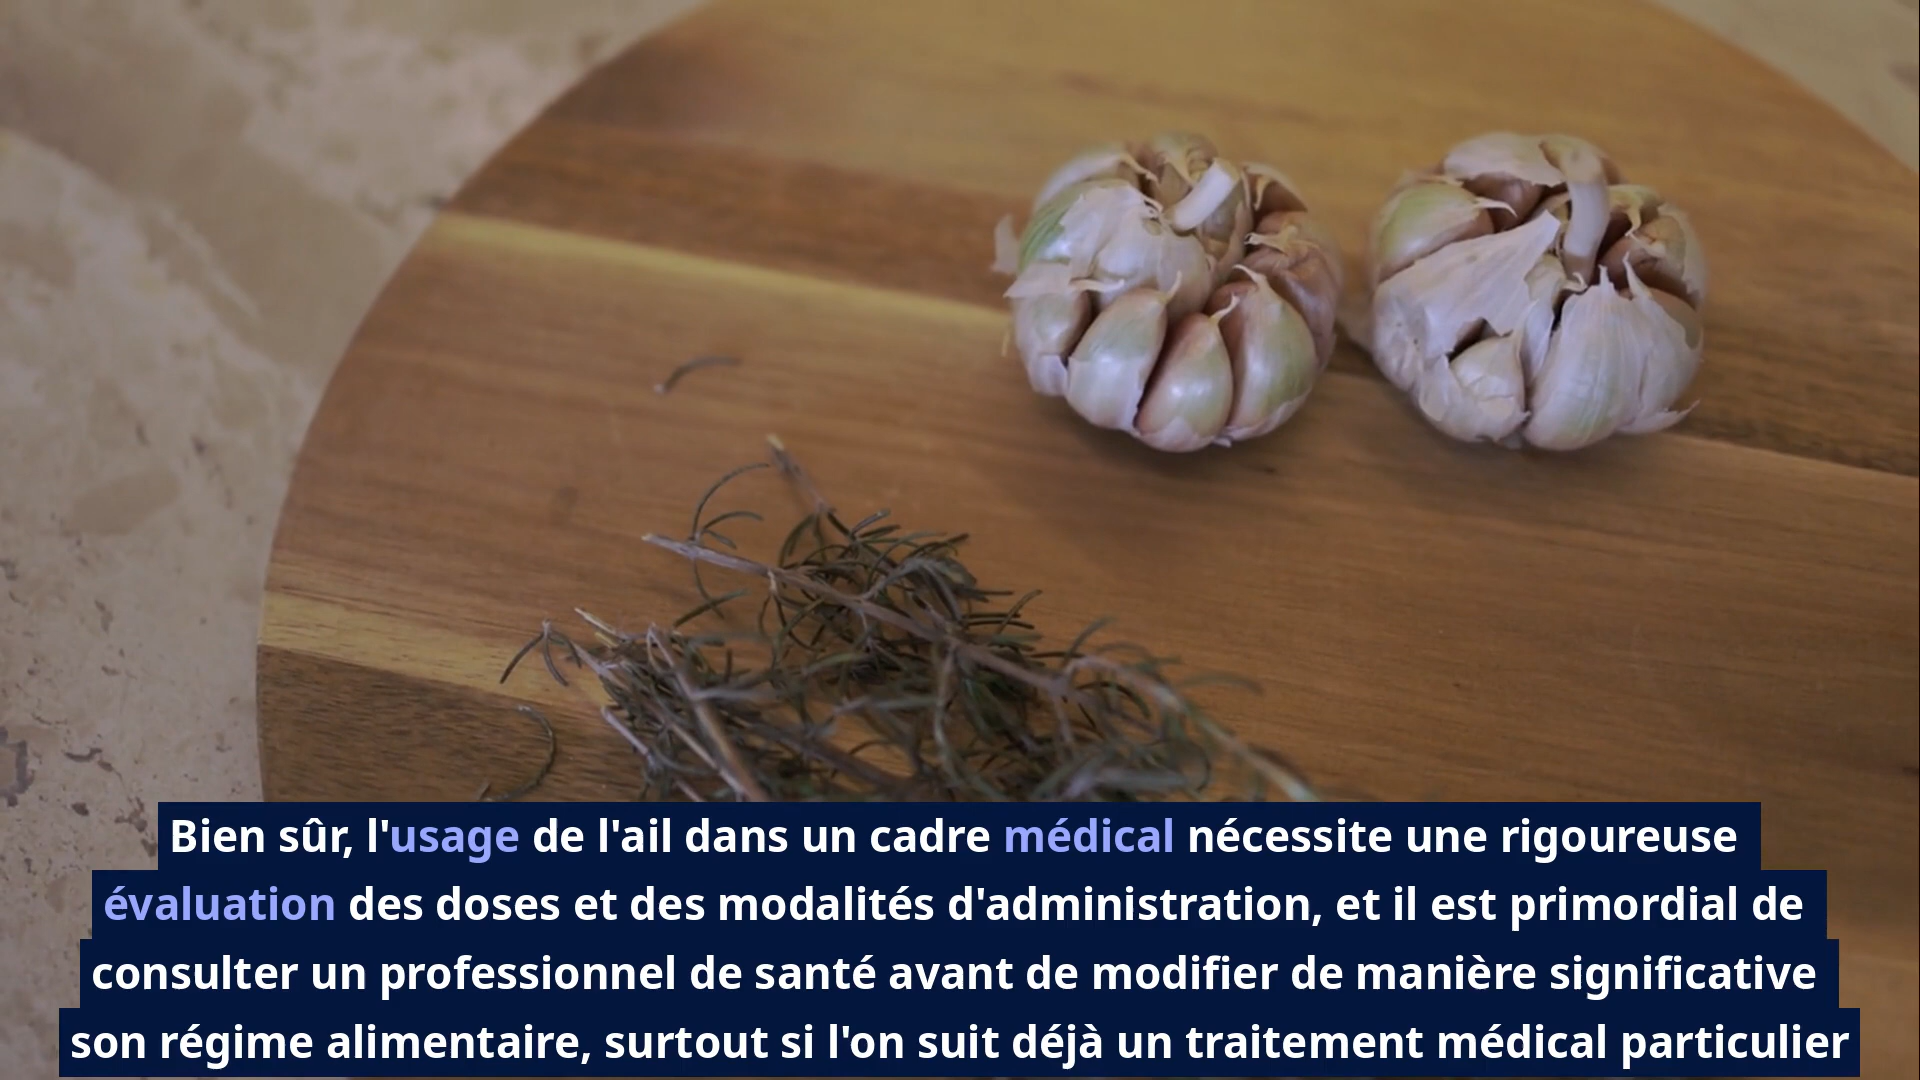 Bien sûr, l'usage de l'ail dans un cadre médical nécessite une rigoureuse
évaluation des doses et des modalités d'administration, et il est primordial de
consulter un professionnel de santé avant de modifier de manière significative
son régime alimentaire, surtout si l'on suit déjà un traitement médical particulier